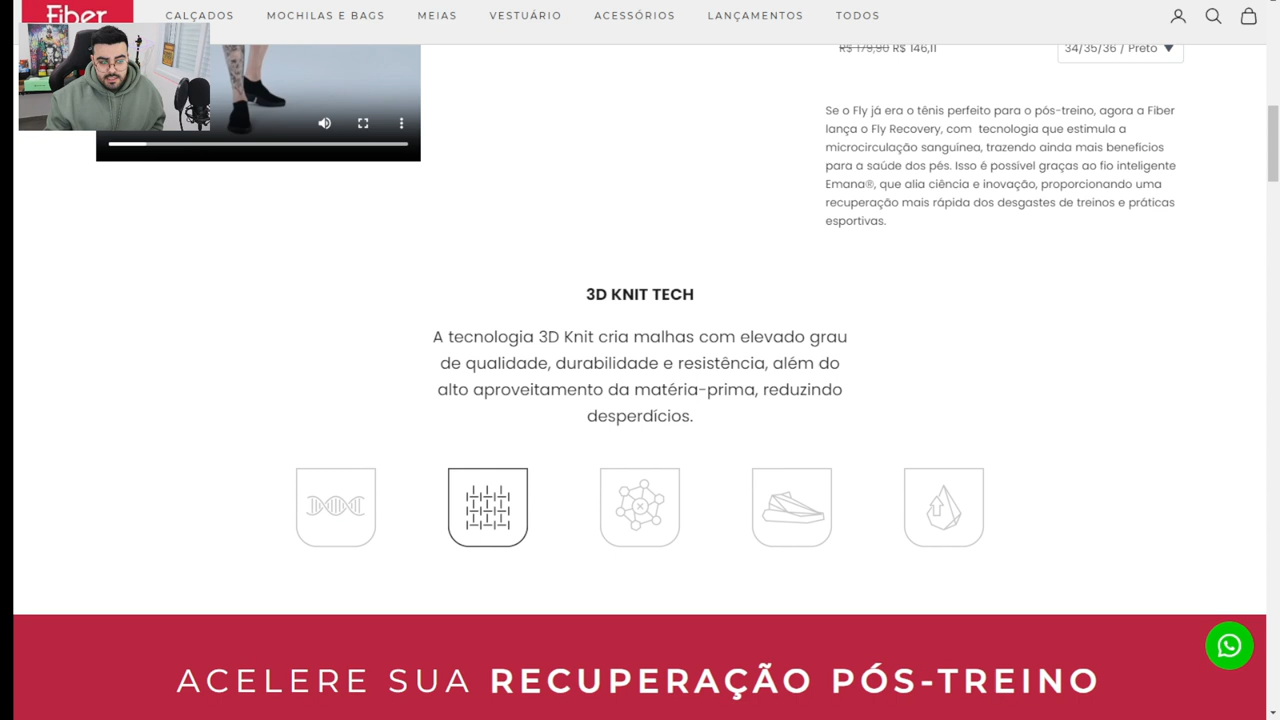 Fiber
CALÇADOS MOCHILAS E BAGS MEIAS VESTUÁRIO ACESSÓRIOS LANÇAMENTOS TODOS
R$ 179,90 R$ 146,11
34/35/36 / Preto
Se o Fly já era o tênis perfeito para o pós-treino, agora a Fiber
lança o Fly Recovery, com tecnologia que estimula a
microcirculação sanguínea, trazendo ainda mais benefícios
para a saúde dos pés. Isso é possível graças ao fio inteligente
Emana®, que alia ciência e inovação, proporcionando uma
recuperação mais rápida dos desgastes de treinos e práticas
esportivas.
3D KNIT TECH
A tecnologia 3D Knit cria malhas com elevado grau
de qualidade, durabilidade e resistência, além do
alto aproveitamento da matéria-prima, reduzindo
desperdícios.
ACELERE SUA RECUPERAÇÃO PÓS-TREINO